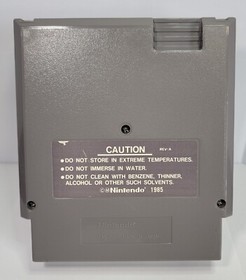 CAUTION REV-A
●DO NOT STORE IN EXTREME TEMPERATURES.
●DO NOT IMMERSE IN WATER.
●DO NOT CLEAN WITH BENZENE, THINNER,
ALCOHOL OR OTHER SUCH SOLVENTS.
©Nintendo® 1985